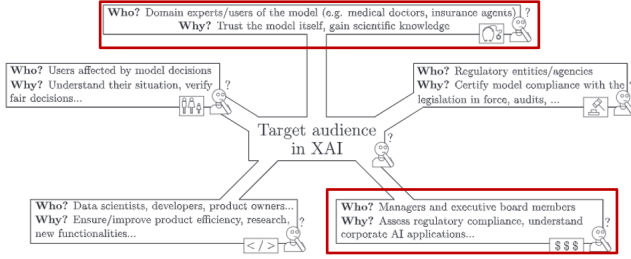 Who? Domain experts/users of the model (e.g. medical doctors, insurance agents)
Why? Trust the model itself, gain scientific knowledge
?
Who? Users affected by model decisions
Why? Understand their situation, verify
fair decisions...
?
Who? Regulatory entities/agencies
Why? Certify model compliance with the
legislation in force, audits, ...
?
Target audience
in XAI
?
Who? Data scientists, developers, product owners...
Why? Ensure/improve product efficiency, research,
new functionalities...
</>
?
Who? Managers and executive board members
Why? Assess regulatory compliance, understand
corporate AI applications...
$$$
?